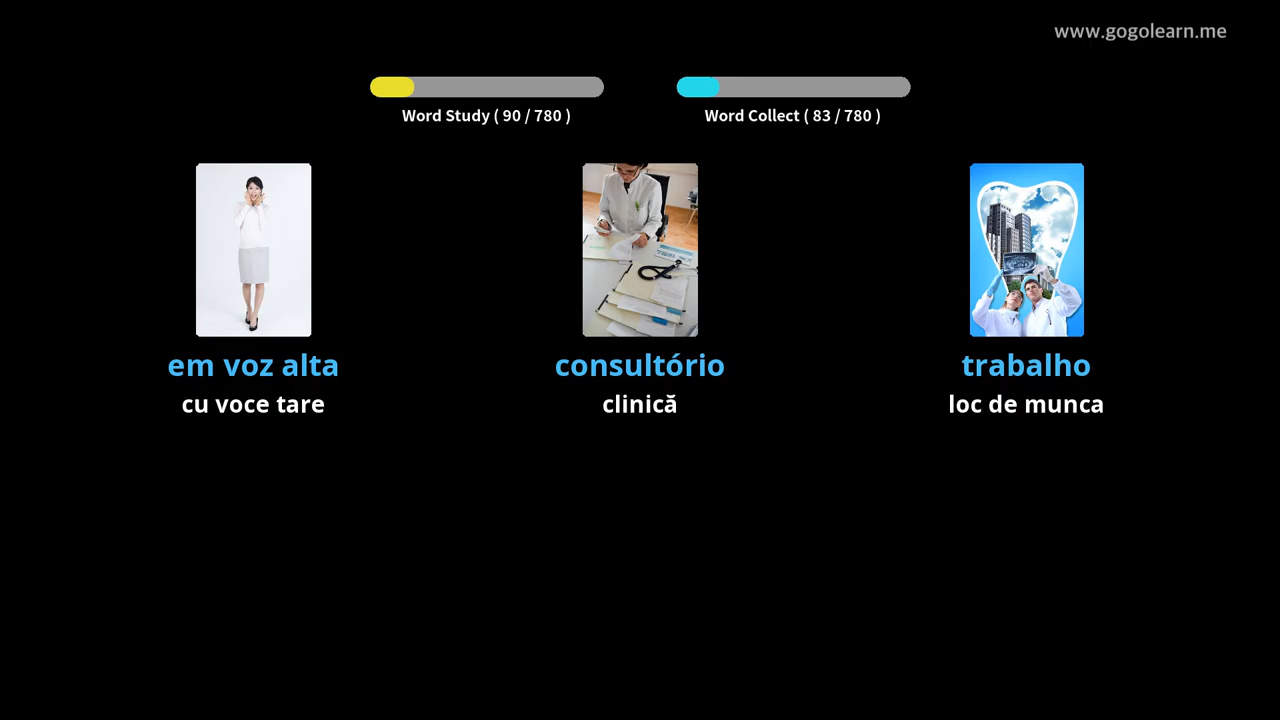 www.gogolearn.me
Word Study ( 90 / 780 )
Word Collect ( 83 / 780 )
em voz alta
cu voce tare
consultório
clinică
trabalho
loc de munca